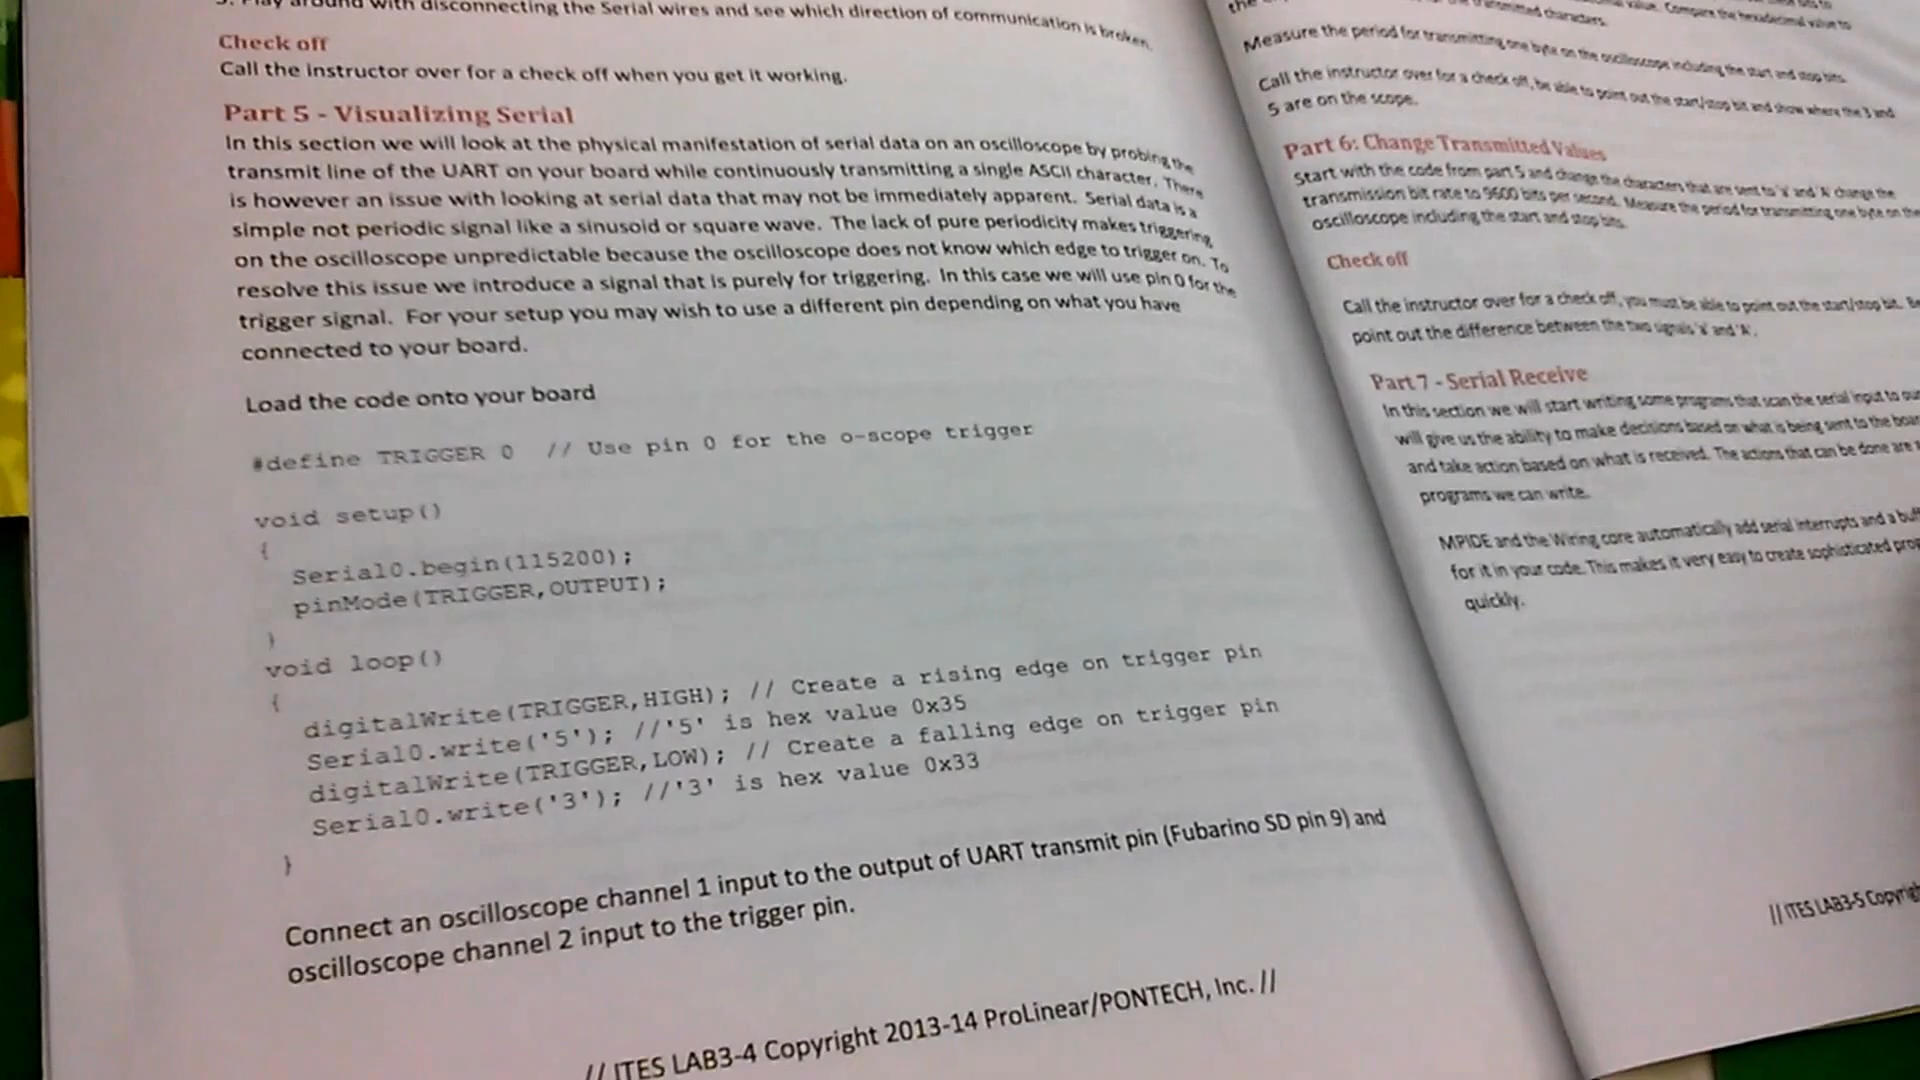 5. Play around with disconnecting the Serial wires and see which direction of communication is broken.
Check off
Call the instructor over for a check off when you get it working.
Part 5 - Visualizing Serial
In this section we will look at the physical manifestation of serial data on an oscilloscope by probing the
transmit line of the UART on your board while continuously transmitting a single ASCII character. There
is however an issue with looking at serial data that may not be immediately apparent. Serial data is a
simple not periodic signal like a sinusoid or square wave. The lack of pure periodicity makes triggering
on the oscilloscope unpredictable because the oscilloscope does not know which edge to trigger on. To
resolve this issue we introduce a signal that is purely for triggering. In this case we will use pin 0 for the
trigger signal. For your setup you may wish to use a different pin depending on what you have
connected to your board.
Load the code onto your board
#define TRIGGER 0 // Use pin 0 for the o-scope trigger
void setup()
{
Serial0.begin(115200);
pinMode(TRIGGER,OUTPUT);
}
void loop()
{
digitalWrite(TRIGGER,HIGH); // Create a rising edge on trigger pin
Serial0.write('5'); //'5' is hex value 0x35
digitalWrite(TRIGGER,LOW); // Create a falling edge on trigger pin
Serial0.write('3'); //'3' is hex value 0x33
}
Connect an oscilloscope channel 1 input to the output of UART transmit pin (Fubarino SD pin 9) and
oscilloscope channel 2 input to the trigger pin.
// ITES LAB3-4 Copyright 2013-14 ProLinear/PONTECH, Inc. //
the
value. Compare the hexadecimal value to
transmitted characters.
Measure the period for transmitting one byte on the oscilloscope including the start and stop bits.
Call the instructor over for a check off, be able to point out the start/stop bit and show where the 3 and
5 are on the scope.
Part 6: Change Transmitted Values
Start with the code from part 5 and change the characters that are sent to 'a' and 'A' change the
transmission bit rate to 9600 bits per second. Measure the period for transmitting one byte on the
oscilloscope including the start and stop bits.
Check off
Call the instructor over for a check off, you must be able to point out the start/stop bit.
point out the difference between the two signals 'a' and 'A'.
Part 7 - Serial Receive
In this section we will start writing some programs that scan the serial input to
will give us the ability to make decisions based on what is being sent to the
and take action based on what is received. The actions that can be done are
programs we can write.
MPIDE and the Wiring core automatically add serial interrupts and a
for it in your code. This makes it very easy to create sophisticated
quickly.
// ITES LAB3-5